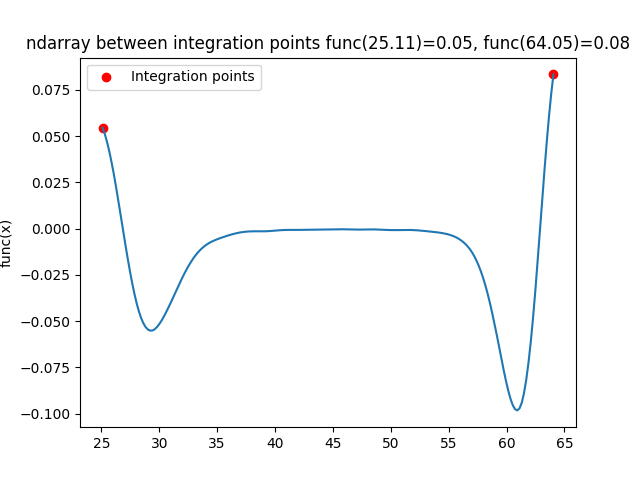 ndarray between integration points func(25.11)=0.05, func(64.05)=0.08
Integration points
func(x)
0.075
0.050
0.025
0.000
−0.025
−0.050
−0.075
−0.100
25 30 35 40 45 50 55 60 65